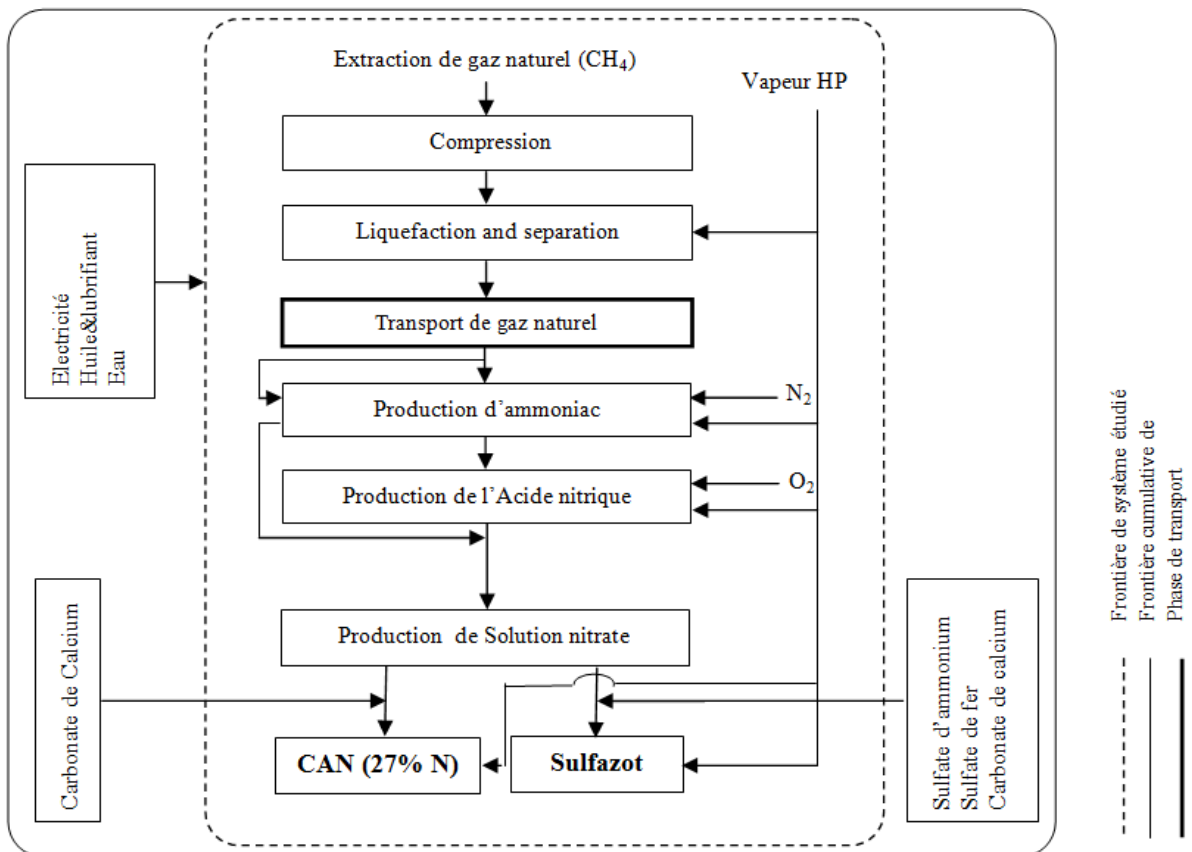 Extraction de gaz naturel (CH₄)
Vapeur HP
Compression
Liquefaction and separation
Electricité
Huile&lubrifiant
Eau
Transport de gaz naturel
N₂
Production d'ammoniac
O₂
Production de l'Acide nitrique
Production de Solution nitrate
Carbonate de Calcium
CAN (27% N)
Sulfazot
Sulfate d'ammonium
Sulfate de fer
Carbonate de calcium
Frontière de système étudié
Frontière cumulative de
Phase de transport